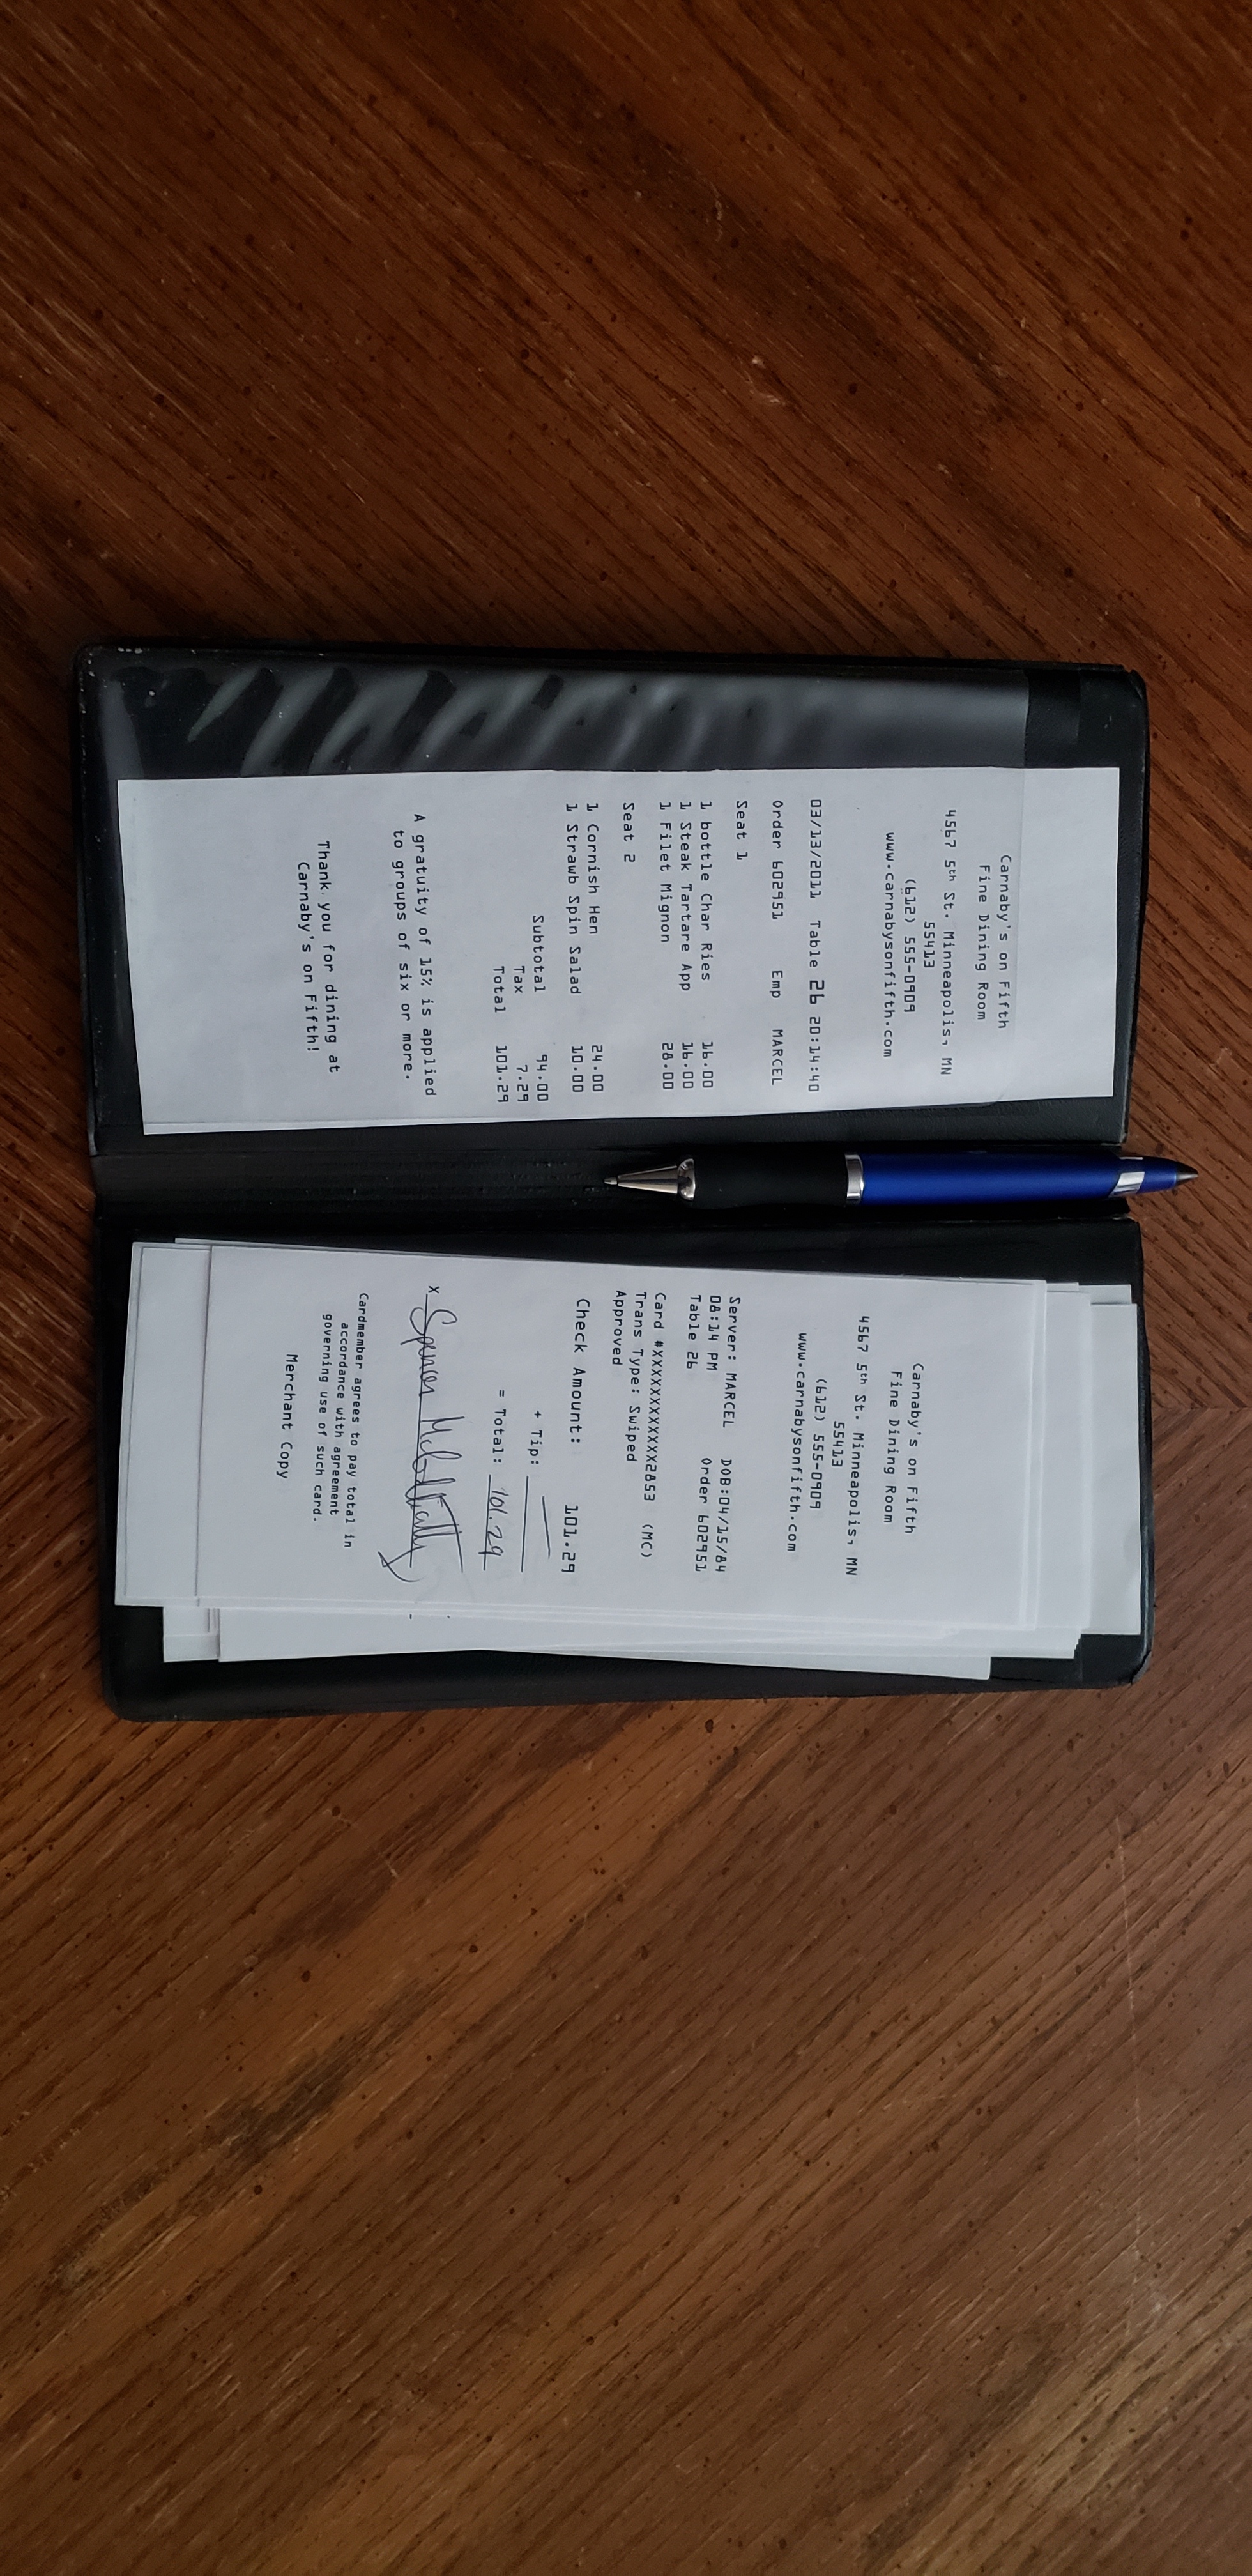 Carnaby's on Fifth
Fine Dining Room
4567 5th St. Minneapolis, MN
55413
(612) 555-0909
www.carnabysonfifth.com
03/13/2011 Table 26 20:14:40
Order 602951 Emp MARCEL
Seat 1
1 bottle Char Ries 16.00
1 Steak Tartare App 16.00
1 Filet Mignon 28.00
Seat 2
1 Cornish Hen 24.00
1 Strawb Spin Salad 10.00
Subtotal 94.00
Tax 7.29
Total 101.29
A gratuity of 15% is applied
to groups of six or more.
Thank you for dining at
Carnaby's on Fifth!
Carnaby's on Fifth
Fine Dining Room
4567 5th St. Minneapolis, MN
55413
(612) 555-0909
www.carnabysonfifth.com
Server: MARCEL DOB:04/15/84
08:14 PM Order 602951
Table 26
Card #XXXXXXXXXXXX2853 (MC)
Trans Type: Swiped
Approved
Check Amount: 101.29
+ Tip:
= Total: 101.29
x Spencer
Cardmember agrees to pay total in
accordance with agreement
governing use of such card.
Merchant Copy